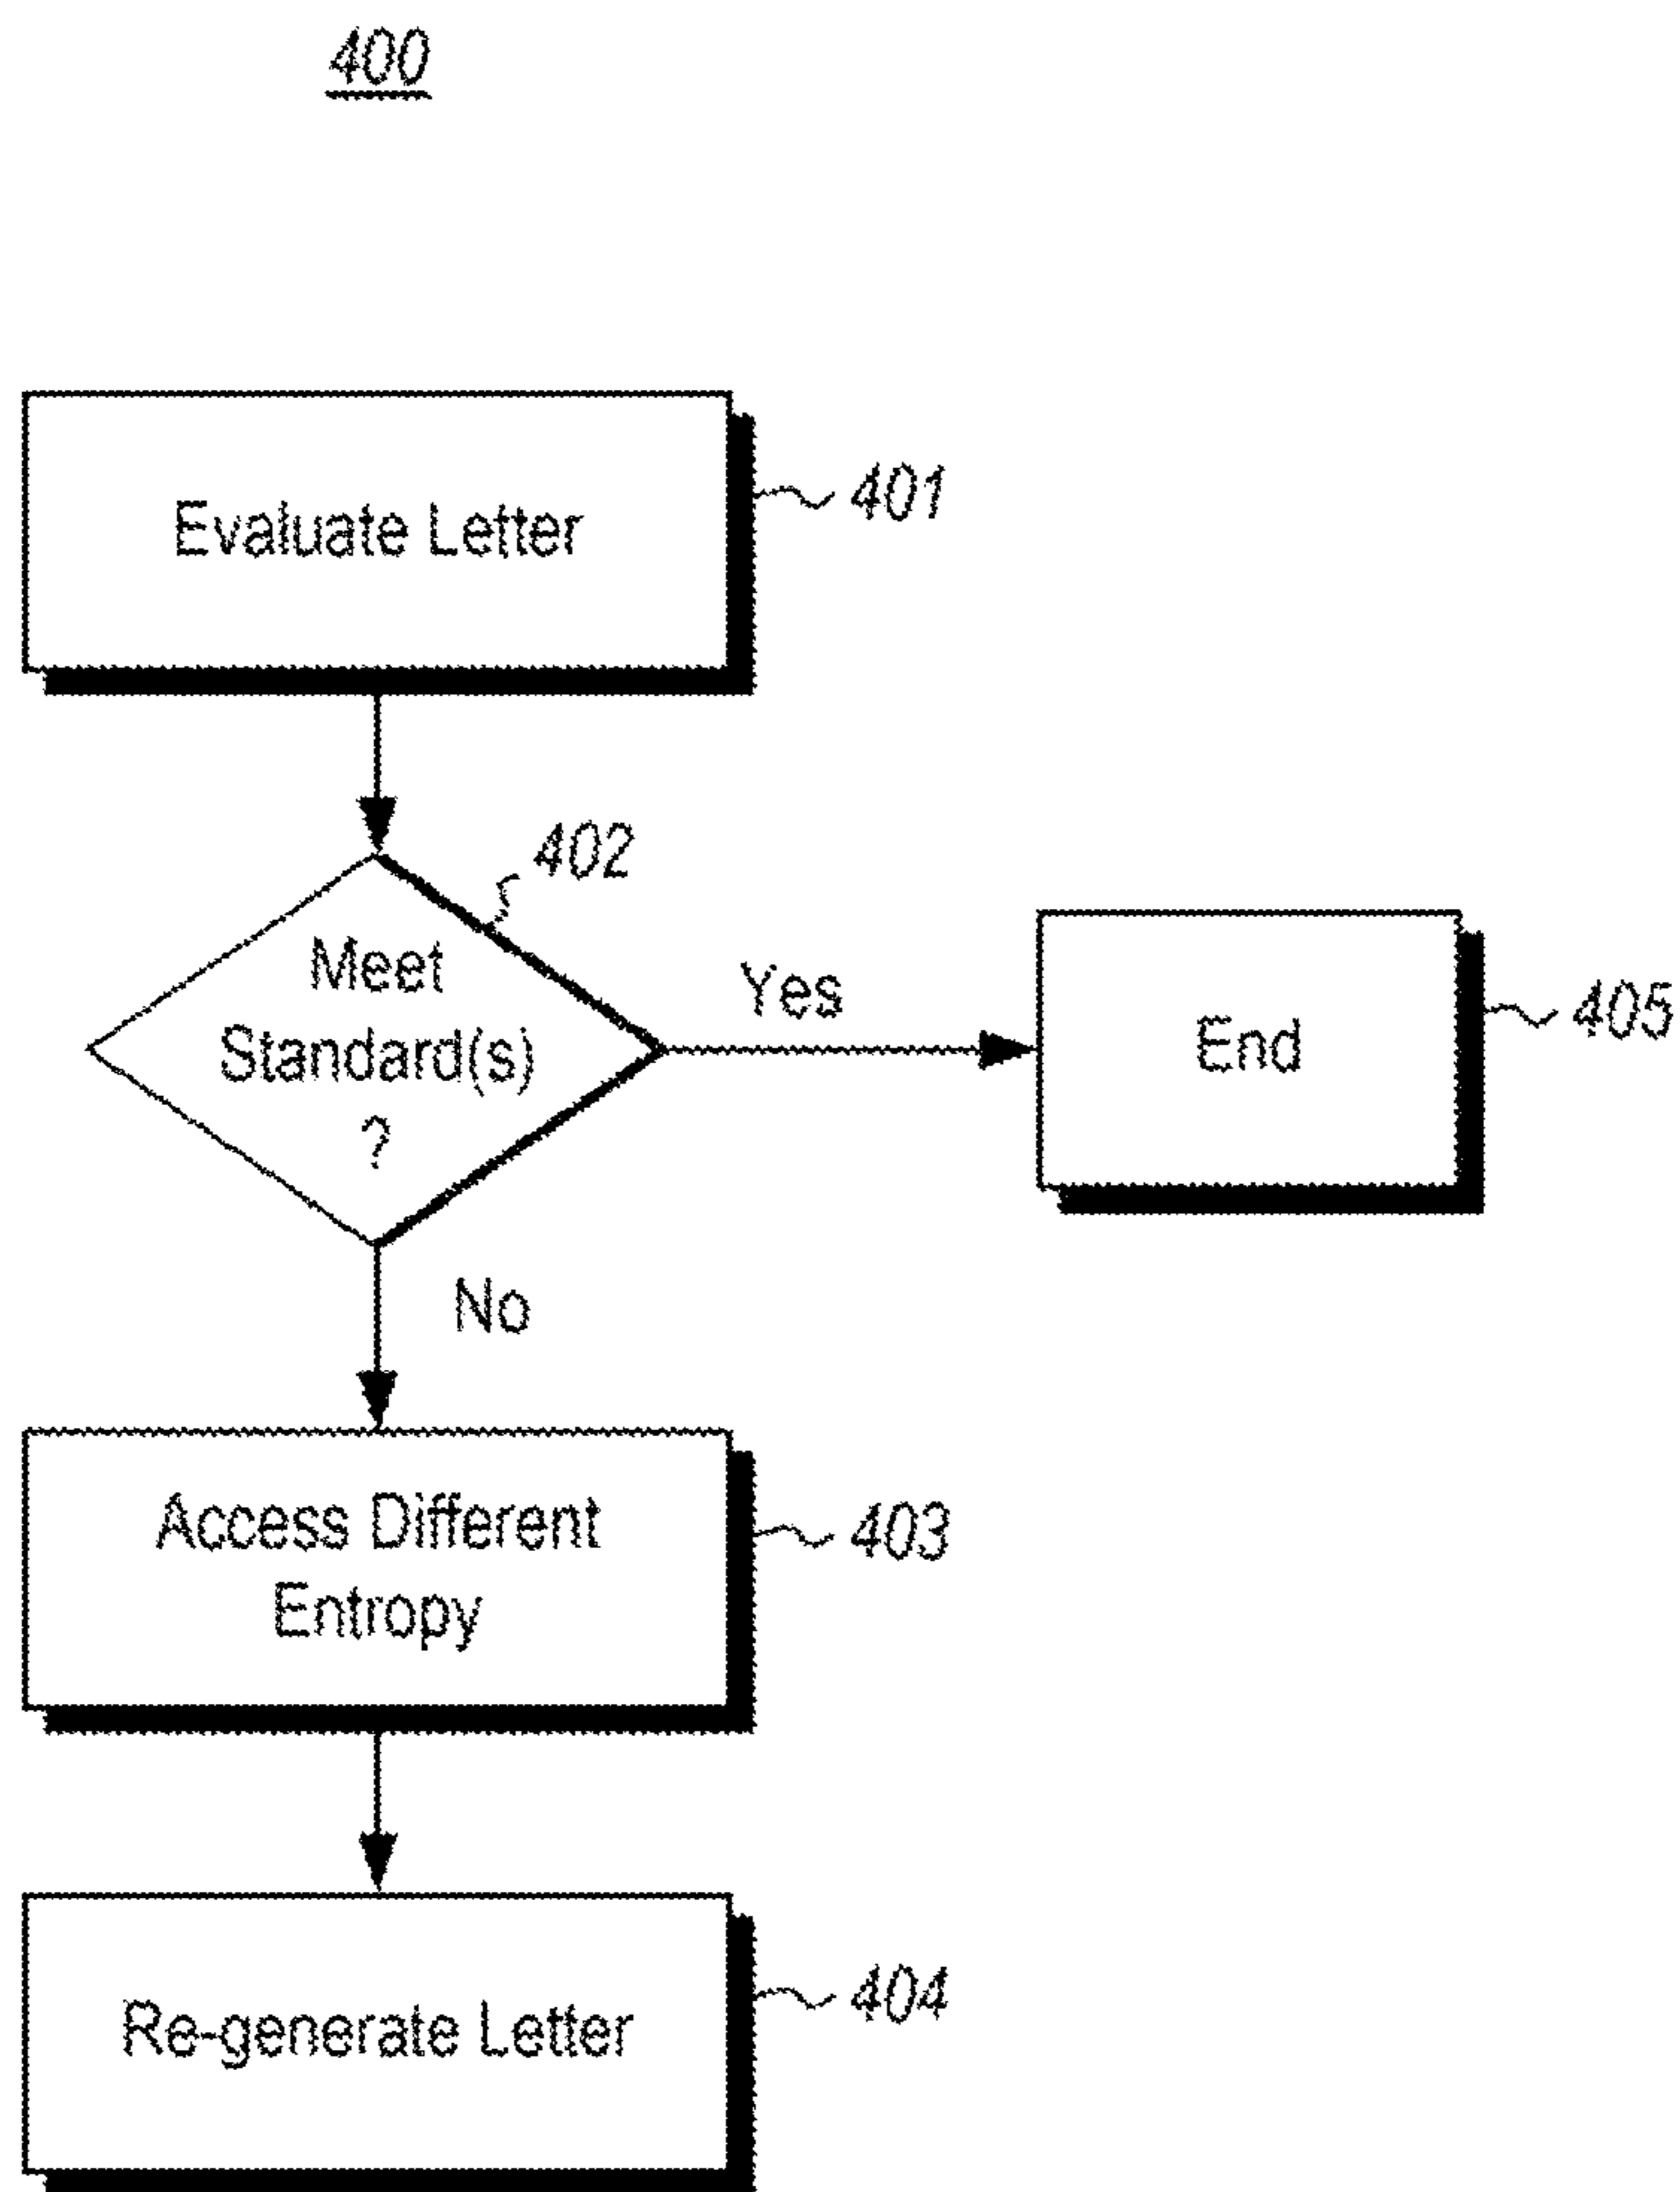 400
Evaluate Letter
401
402
Meet
Standard(s)
?
Yes
End
405
No
Access Different
Entropy
403
Re-generate Letter
404